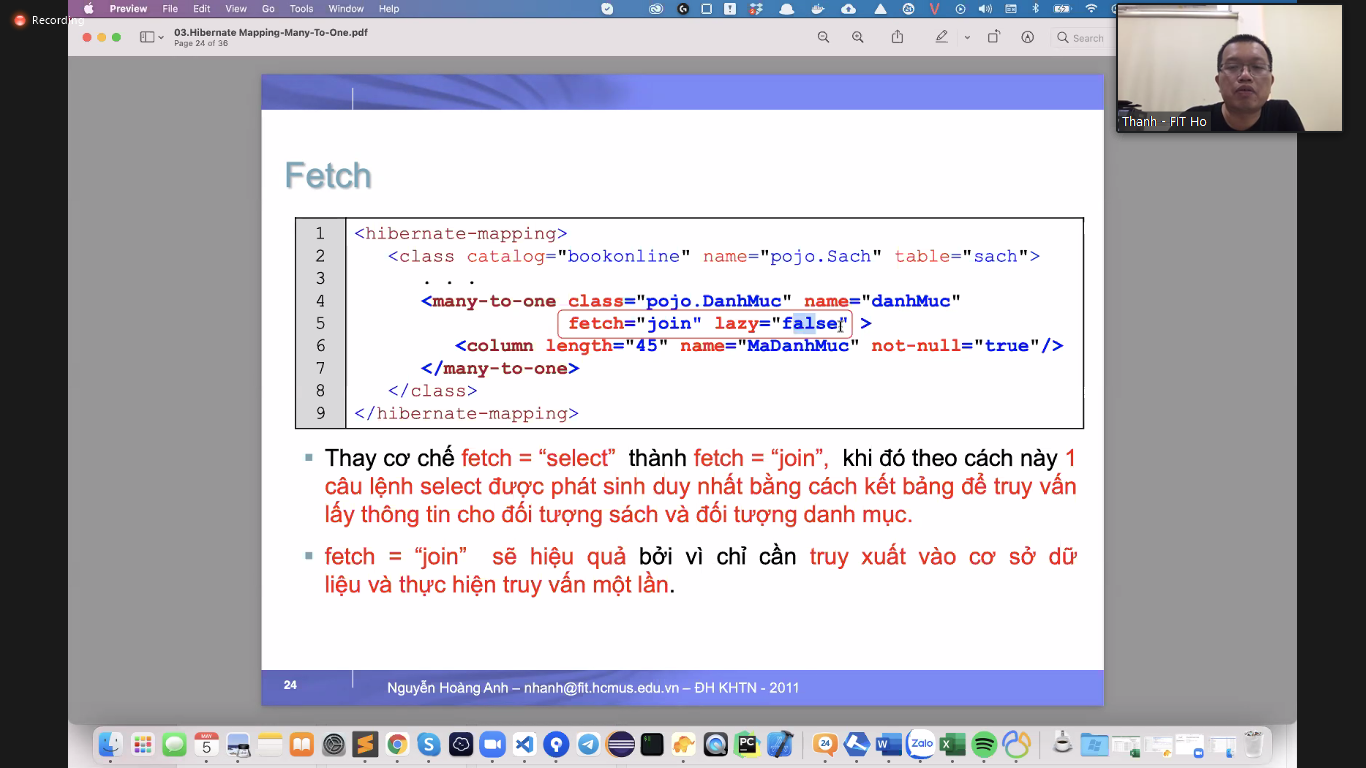 Recording
Preview File Edit View Go Tools Window Help
03.Hibernate Mapping-Many-To-One.pdf
Page 24 of 36
Search
Thanh - FIT Ho
Fetch
1 <hibernate-mapping>
2 <class catalog="bookonline" name="pojo.Sach" table="sach">
3 . . .
4 <many-to-one class="pojo.DanhMuc" name="danhMuc"
5 fetch="join" lazy="false" >
6 <column length="45" name="MaDanhMuc" not-null="true"/>
7 </many-to-one>
8 </class>
9 </hibernate-mapping>
Thay cơ chế fetch = “select” thành fetch = “join”, khi đó theo cách này 1
câu lệnh select được phát sinh duy nhất bằng cách kết bảng để truy vấn
lấy thông tin cho đối tượng sách và đối tượng danh mục.
fetch = “join” sẽ hiệu quả bởi vì chỉ cần truy xuất vào cơ sở dữ
liệu và thực hiện truy vấn một lần.
24
Nguyễn Hoàng Anh – nhanh@fit.hcmus.edu.vn – ĐH KHTN - 2011
MAY
5
PC
24
W
Zalo
X